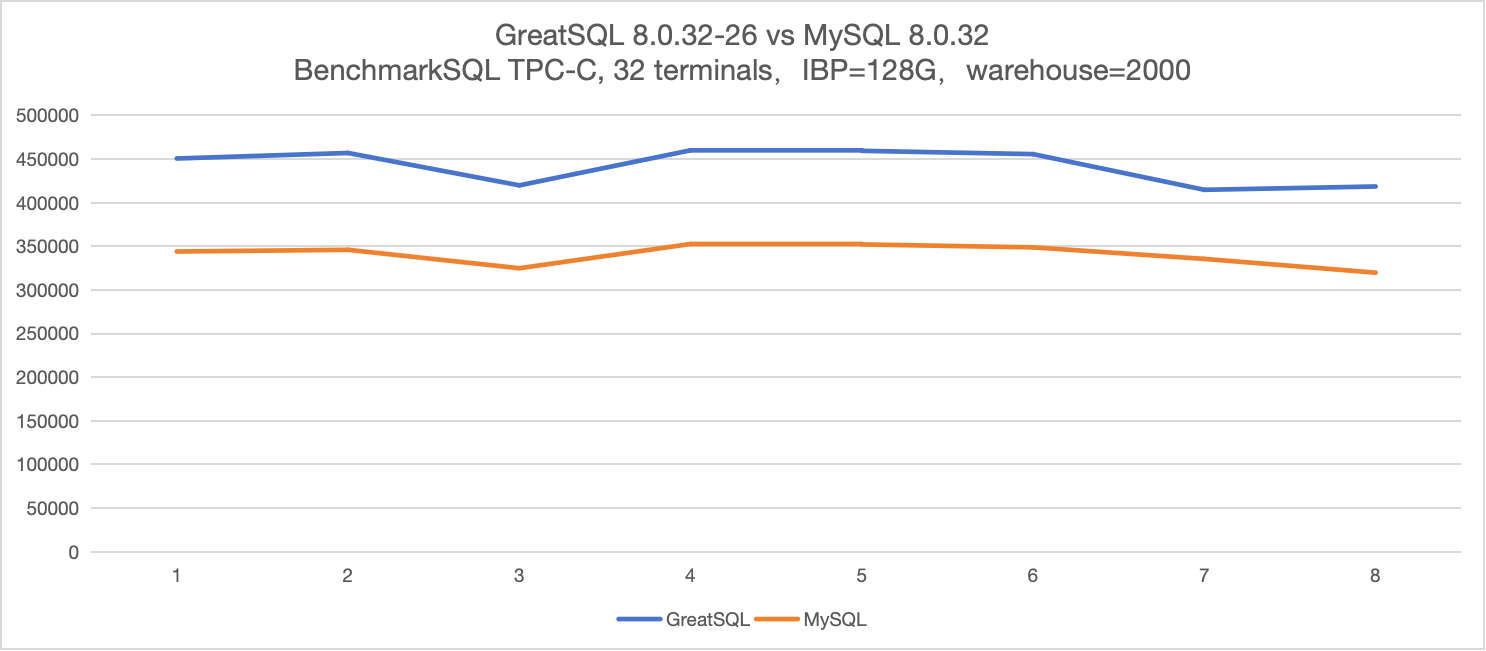 GreatSQL 8.0.32-26 vs MySQL 8.0.32
BenchmarkSQL TPC-C, 32 terminals，IBP=128G，warehouse=2000
500000
450000
400000
350000
300000
250000
200000
150000
100000
50000
0
1 2 3 4 5 6 7 8
GreatSQL MySQL